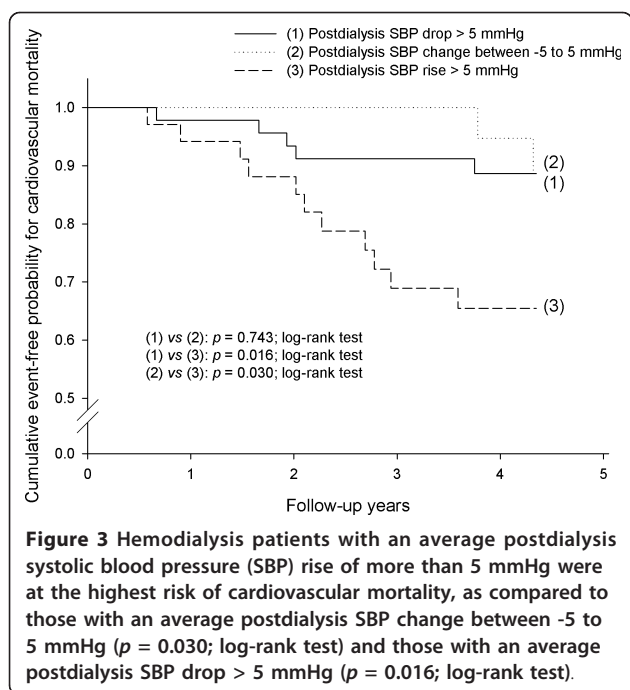 (1) Postdialysis SBP drop > 5 mmHg
(2) Postdialysis SBP change between -5 to 5 mmHg
(3) Postdialysis SBP rise > 5 mmHg
Cumulative event-free probability for cardiovascular mortality
1.0
0.9
0.8
0.7
0.6
0.5
0.0
(2)
(1)
(3)
(1) vs (2): p = 0.743; log-rank test
(1) vs (3): p = 0.016; log-rank test
(2) vs (3): p = 0.030; log-rank test
0 1 2 3 4 5
Follow-up years
Figure 3 Hemodialysis patients with an average postdialysis
systolic blood pressure (SBP) rise of more than 5 mmHg were
at the highest risk of cardiovascular mortality, as compared to
those with an average postdialysis SBP change between -5 to
5 mmHg (p = 0.030; log-rank test) and those with an average
postdialysis SBP drop > 5 mmHg (p = 0.016; log-rank test).